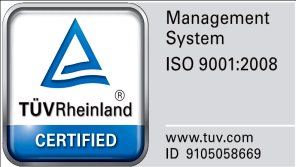 ®
TÜVRheinland
CERTIFIED
Management
System
ISO 9001:2008
www.tuv.com
ID 9105058669